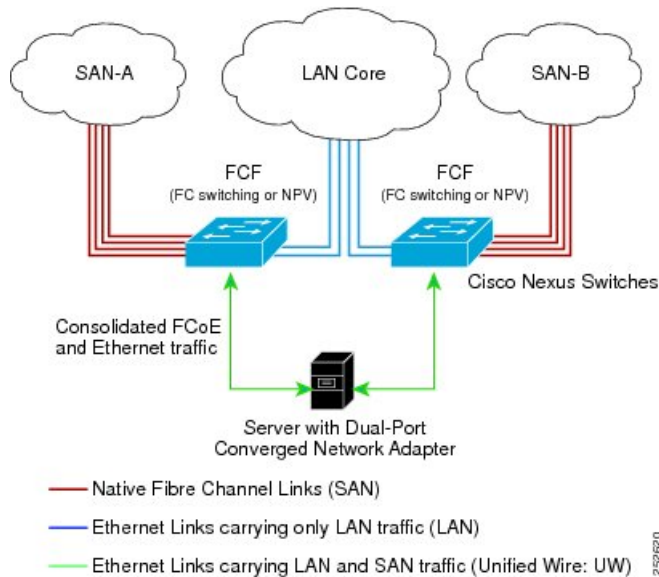 SAN-A
LAN Core
SAN-B
FCF
(FC switching or NPV)
FCF
(FC switching or NPV)
Cisco Nexus Switches
Consolidated FCoE
and Ethernet traffic
Server with Dual-Port
Converged Network Adapter
Native Fibre Channel Links (SAN)
Ethernet Links carrying only LAN traffic (LAN)
Ethernet Links carrying LAN and SAN traffic (Unified Wire: UW)
252620